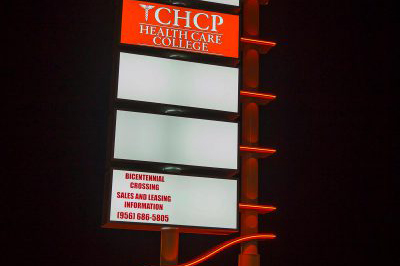 CHCP
HEALTH CARE
COLLEGE
BICENTENNIAL
CROSSING
SALES AND LEASING
INFORMATION
(956) 686-5805